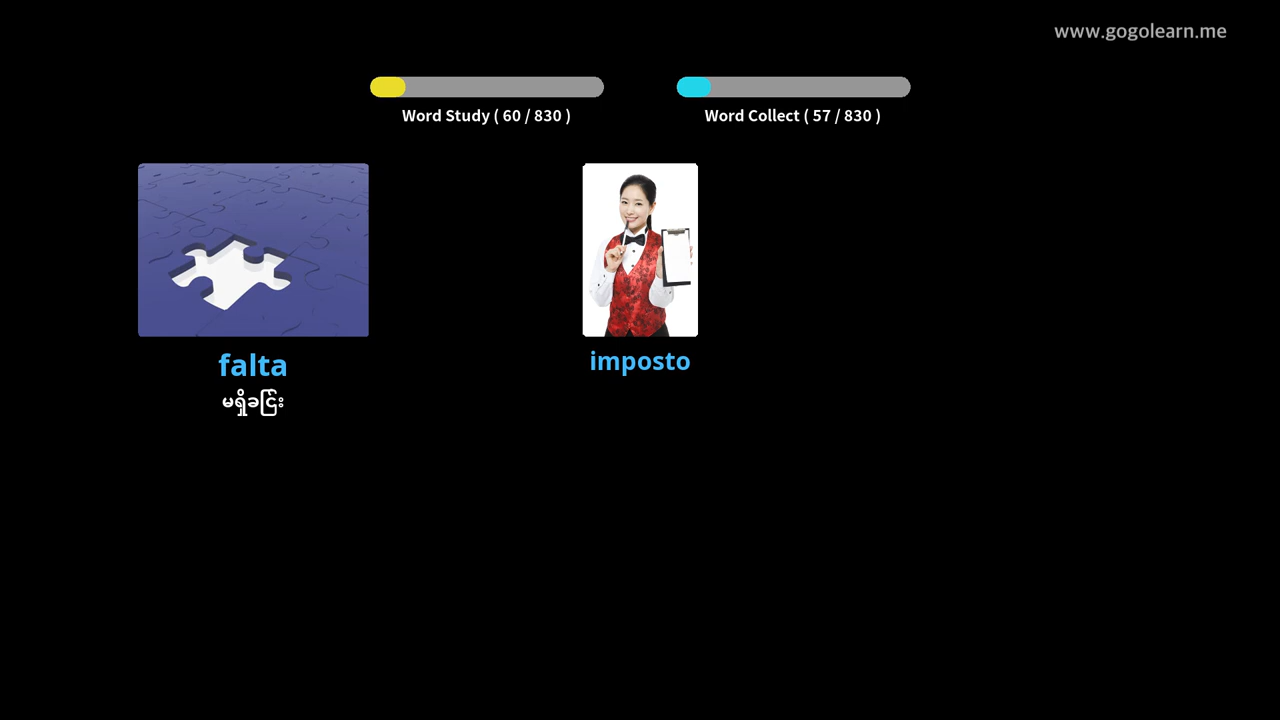 www.gogolearn.me
Word Study ( 60 / 830 )
Word Collect ( 57 / 830 )
falta
မရှိခြင်း
imposto